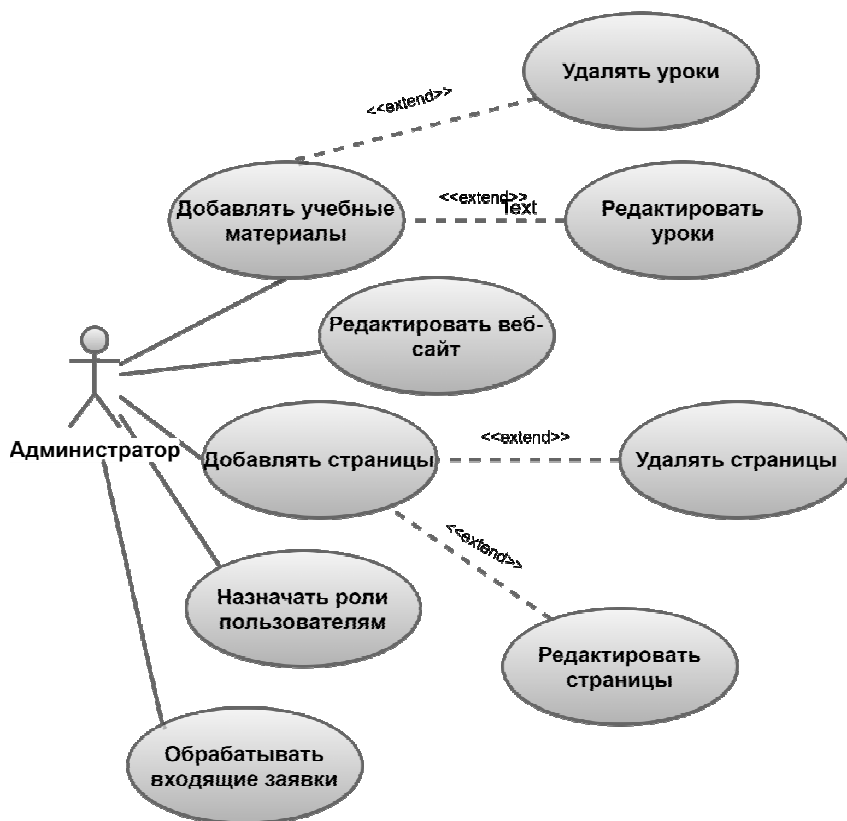 Удалять уроки
<<extend>>
Добавлять учебные
материалы
<<extend>>
Text
Редактировать
уроки
Редактировать веб-
сайт
Администратор
Добавлять страницы
<<extend>>
Удалять страницы
<<extend>>
Назначать роли
пользователям
Редактировать
страницы
Обрабатывать
входящие заявки